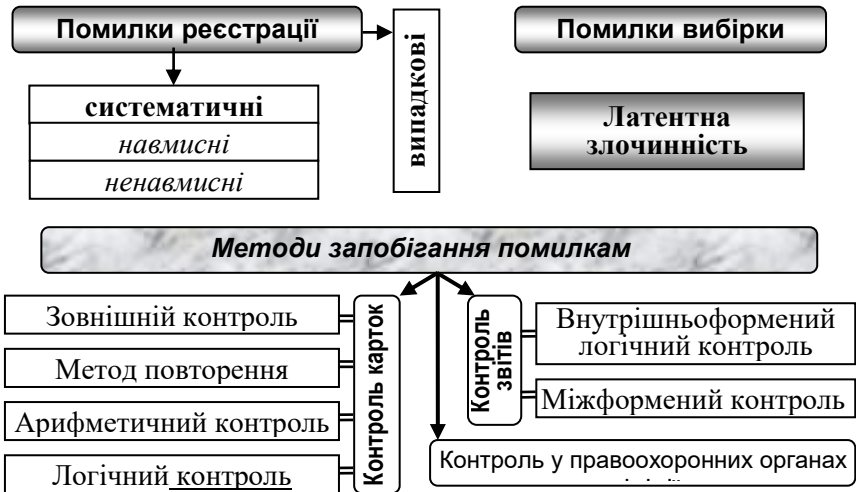 Помилки реєстрації
систематичні
навмисні
ненавмисні
випадкові
Помилки вибірки
Латентна
злочинність
Методи запобігання помилкам
Зовнішній контроль
Метод повторення
Арифметичний контроль
Логічний контроль
Контроль карток
Контроль
звітів
Внутрішньоформений
логічний контроль
Міжформений контроль
Контроль у правоохоронних органах